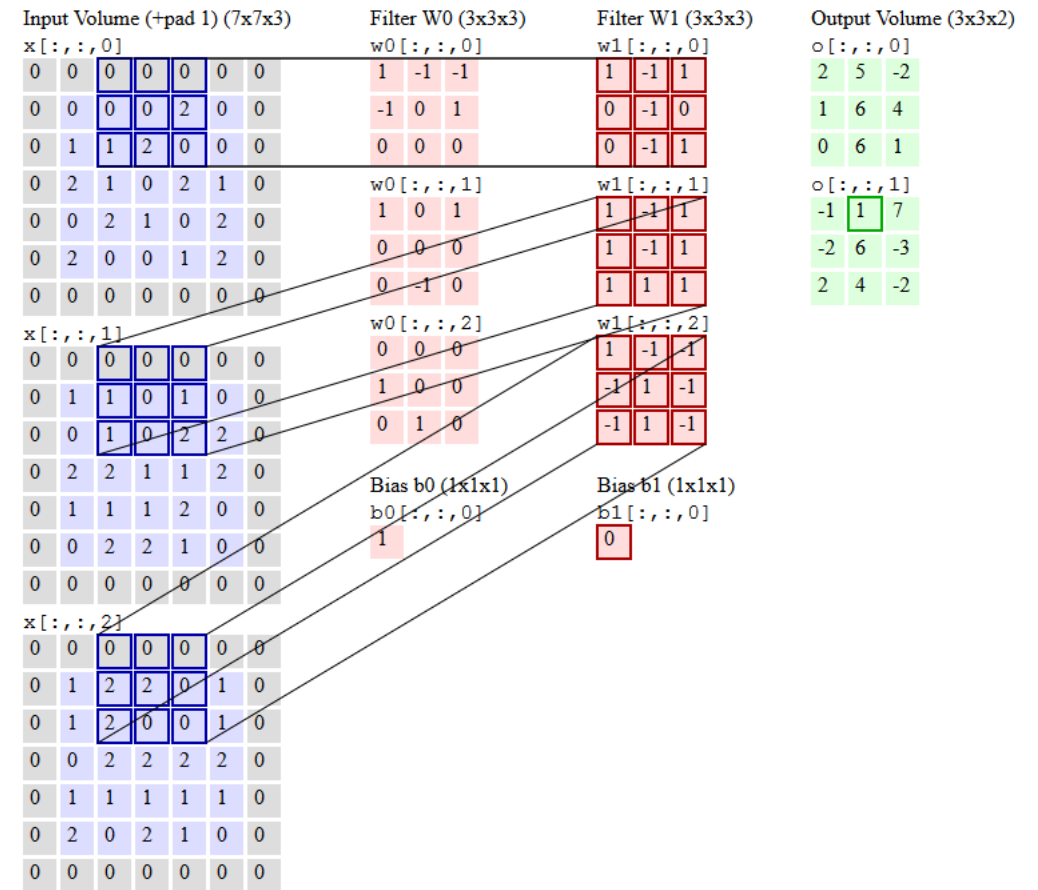 Input Volume (+pad 1) (7x7x3)
x[:,:,0]
0 0 0 0 0 0 0
0 0 0 0 2 0 0
0 1 1 2 0 0 0
0 2 1 0 2 1 0
0 0 2 1 0 2 0
0 2 0 0 1 2 0
0 0 0 0 0 0 0
x[:,:,1]
0 0 0 0 0 0 0
0 1 1 0 1 0 0
0 0 1 0 2 2 0
0 2 2 1 1 2 0
0 1 1 1 2 0 0
0 0 2 2 1 0 0
0 0 0 0 0 0 0
x[:,:,2]
0 0 0 0 0 0 0
0 1 2 2 0 1 0
0 1 2 0 0 1 0
0 0 2 2 2 2 0
0 1 1 1 1 1 0
0 2 0 2 1 0 0
0 0 0 0 0 0 0
Filter W0 (3x3x3)
w0[:,:,0]
1 -1 -1
-1 0 1
0 0 0
w0[:,:,1]
1 0 1
0 0 0
0 -1 0
w0[:,:,2]
0 0 0
1 0 0
0 1 0
Bias b0 (1x1x1)
b0[:,:,0]
1
Filter W1 (3x3x3)
w1[:,:,0]
1 -1 1
0 -1 0
0 -1 1
w1[:,:,1]
1 -1 1
1 -1 1
1 1 1
w1[:,:,2]
1 -1 -1
-1 1 -1
-1 1 -1
Bias b1 (1x1x1)
b1[:,:,0]
0
Output Volume (3x3x2)
o[:,:,0]
2 5 -2
1 6 4
0 6 1
o[:,:,1]
-1 1 7
-2 6 -3
2 4 -2